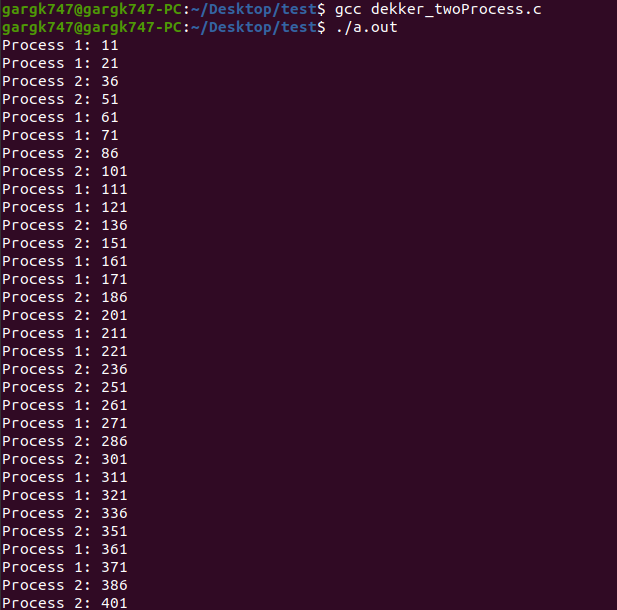 gargk747@gargk747-PC:~/Desktop/test$ gcc dekker_twoProcess.c
gargk747@gargk747-PC:~/Desktop/test$ ./a.out
Process 1: 11
Process 1: 21
Process 2: 36
Process 2: 51
Process 1: 61
Process 1: 71
Process 2: 86
Process 2: 101
Process 1: 111
Process 1: 121
Process 2: 136
Process 2: 151
Process 1: 161
Process 1: 171
Process 2: 186
Process 2: 201
Process 1: 211
Process 1: 221
Process 2: 236
Process 2: 251
Process 1: 261
Process 1: 271
Process 2: 286
Process 2: 301
Process 1: 311
Process 1: 321
Process 2: 336
Process 2: 351
Process 1: 361
Process 1: 371
Process 2: 386
Process 2: 401